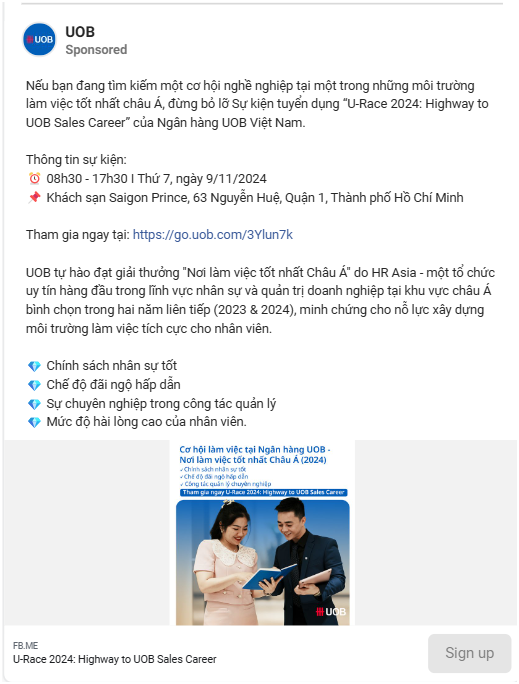 UOB
UOB
Sponsored
Nếu bạn đang tìm kiếm một cơ hội nghề nghiệp tại một trong những môi trường
làm việc tốt nhất châu Á, đừng bỏ lỡ Sự kiện tuyển dụng “U-Race 2024: Highway to
UOB Sales Career” của Ngân hàng UOB Việt Nam.
Thông tin sự kiện:
⏰ 08h30 - 17h30 I Thứ 7, ngày 9/11/2024
📌 Khách sạn Saigon Prince, 63 Nguyễn Huệ, Quận 1, Thành phố Hồ Chí Minh
Tham gia ngay tại: https://go.uob.com/3Ylun7k
UOB tự hào đạt giải thưởng "Nơi làm việc tốt nhất Châu Á" do HR Asia - một tổ chức
uy tín hàng đầu trong lĩnh vực nhân sự và quản trị doanh nghiệp tại khu vực châu Á
bình chọn trong hai năm liên tiếp (2023 & 2024), minh chứng cho nỗ lực xây dựng
môi trường làm việc tích cực cho nhân viên.
💎 Chính sách nhân sự tốt
💎 Chế độ đãi ngộ hấp dẫn
💎 Sự chuyên nghiệp trong công tác quản lý
💎 Mức độ hài lòng cao của nhân viên.
Cơ hội làm việc tại Ngân hàng UOB -
Nơi làm việc tốt nhất Châu Á (2024)
✓Chính sách nhân sự tốt
✓Chế độ đãi ngộ hấp dẫn
✓Công tác quản lý chuyên nghiệp
Tham gia ngay U-Race 2024: Highway to UOB Sales Career
UOB
FB.ME
U-Race 2024: Highway to UOB Sales Career
Sign up